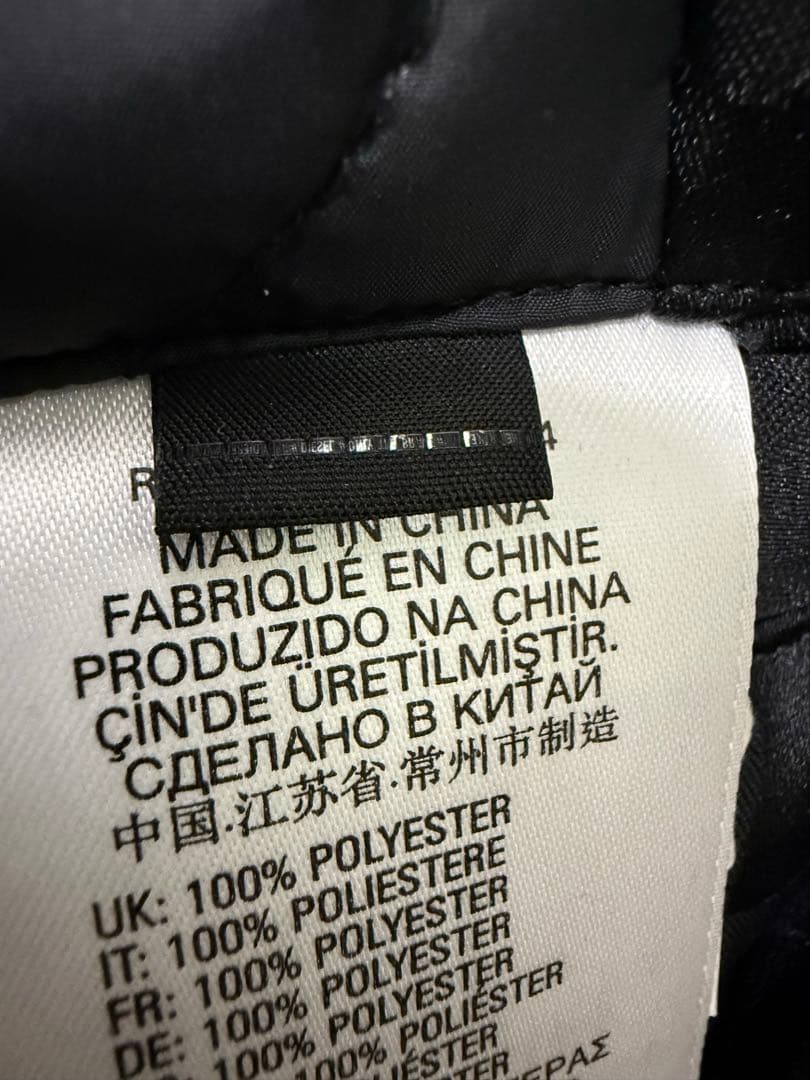 MADE IN CHINA
FABRIQUÉ EN CHINE
PRODUZIDO NA CHINA
ÇİN'DE ÜRETİLMİŞTİR.
СДЕЛАНО В КИТАЙ
中国.江苏省.常州市制造
UK: 100% POLYESTER
IT: 100% POLIESTERE
FR: 100% POLYESTER
DE: 100% POLYESTER
100% POLYESTER
100% POLIÉSTER